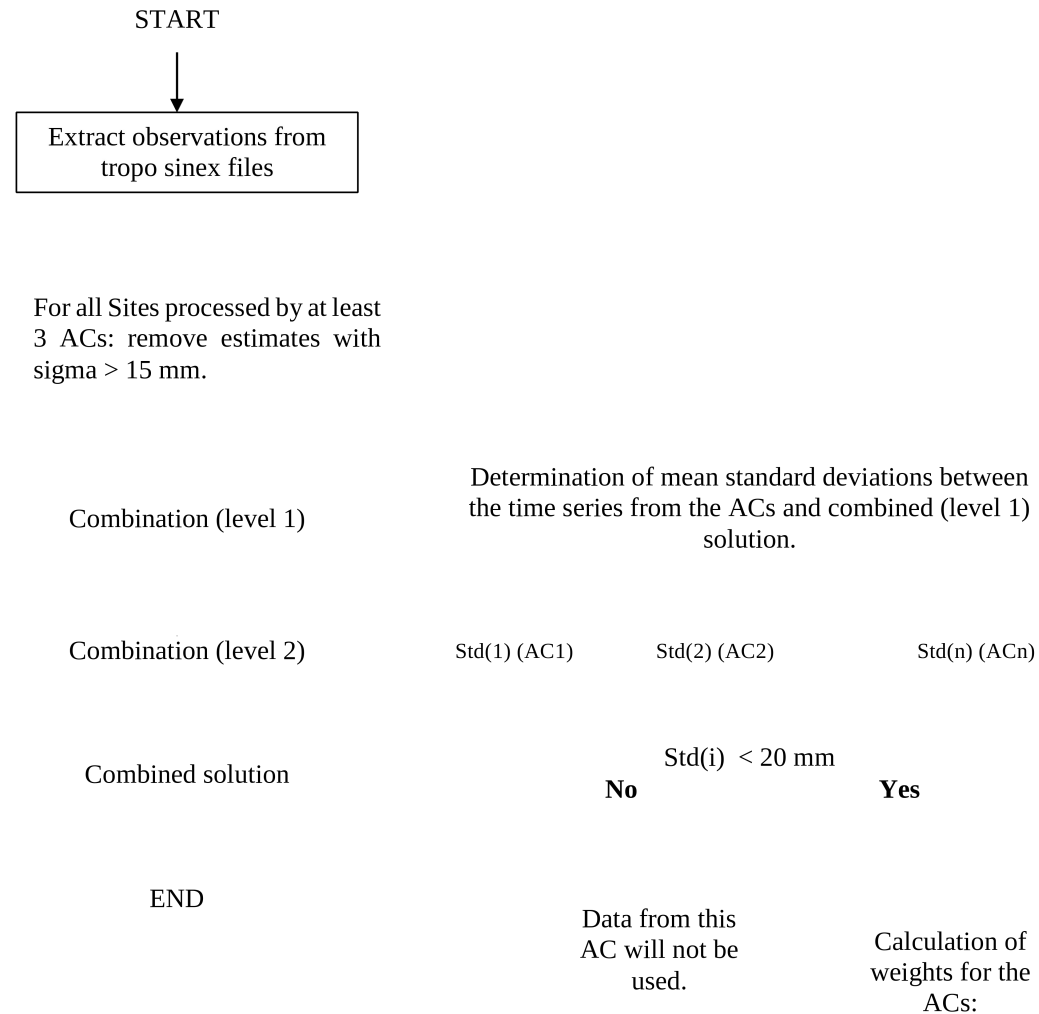 START
Extract observations from
tropo sinex files
For all Sites processed by at least
3 ACs: remove estimates with
sigma > 15 mm.
Combination (level 1)
Determination of mean standard deviations between
the time series from the ACs and combined (level 1)
solution.
Combination (level 2)
Std(1) (AC1)
Std(2) (AC2)
Std(n) (ACn)
Combined solution
Std(i) < 20 mm
No
Yes
END
Data from this
AC will not be
used.
Calculation of
weights for the
ACs: